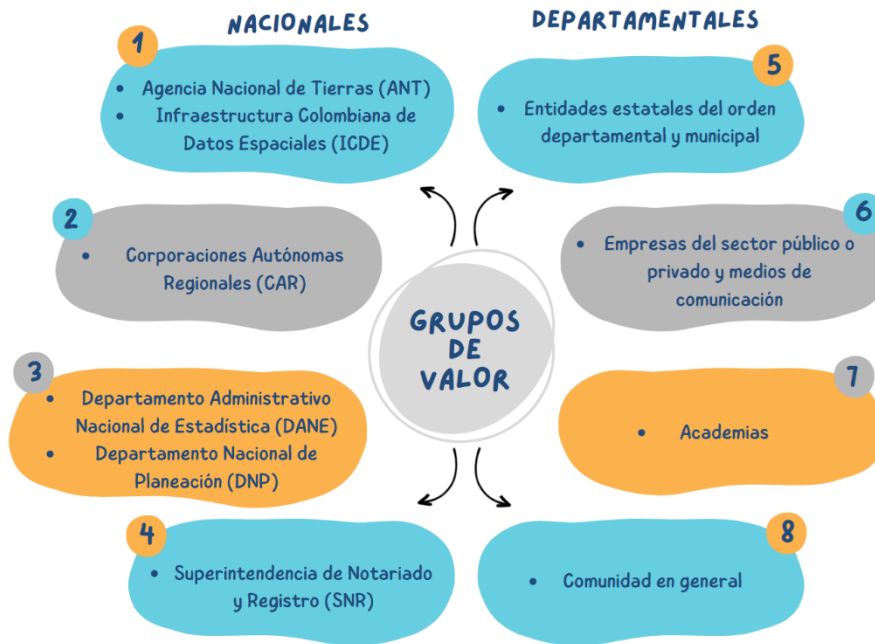 NACIONALES
1
• Agencia Nacional de Tierras (ANT)
• Infraestructura Colombiana de
Datos Espaciales (ICDE)
2
• Corporaciones Autónomas
Regionales (CAR)
3
• Departamento Administrativo
Nacional de Estadística (DANE)
• Departamento Nacional de
Planeación (DNP)
4
• Superintendencia de Notariado
y Registro (SNR)
GRUPOS
DE
VALOR
DEPARTAMENTALES
5
• Entidades estatales del orden
departamental y municipal
6
• Empresas del sector público o
privado y medios de
comunicación
7
• Academias
8
• Comunidad en general